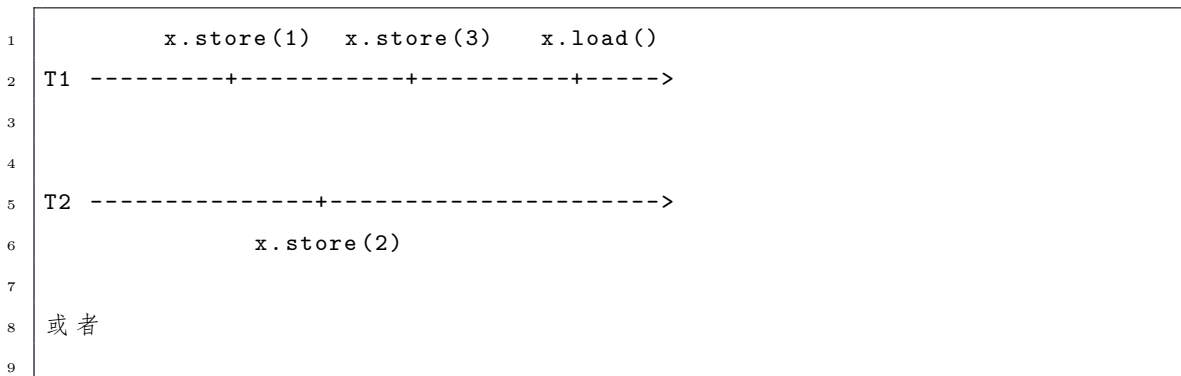 1 x.store(1) x.store(3) x.load()
2 T1 ---------+-----------+----------+----->
3
4
5 T2 ---------------+---------------------->
6 x.store(2)
7
8 或者
9